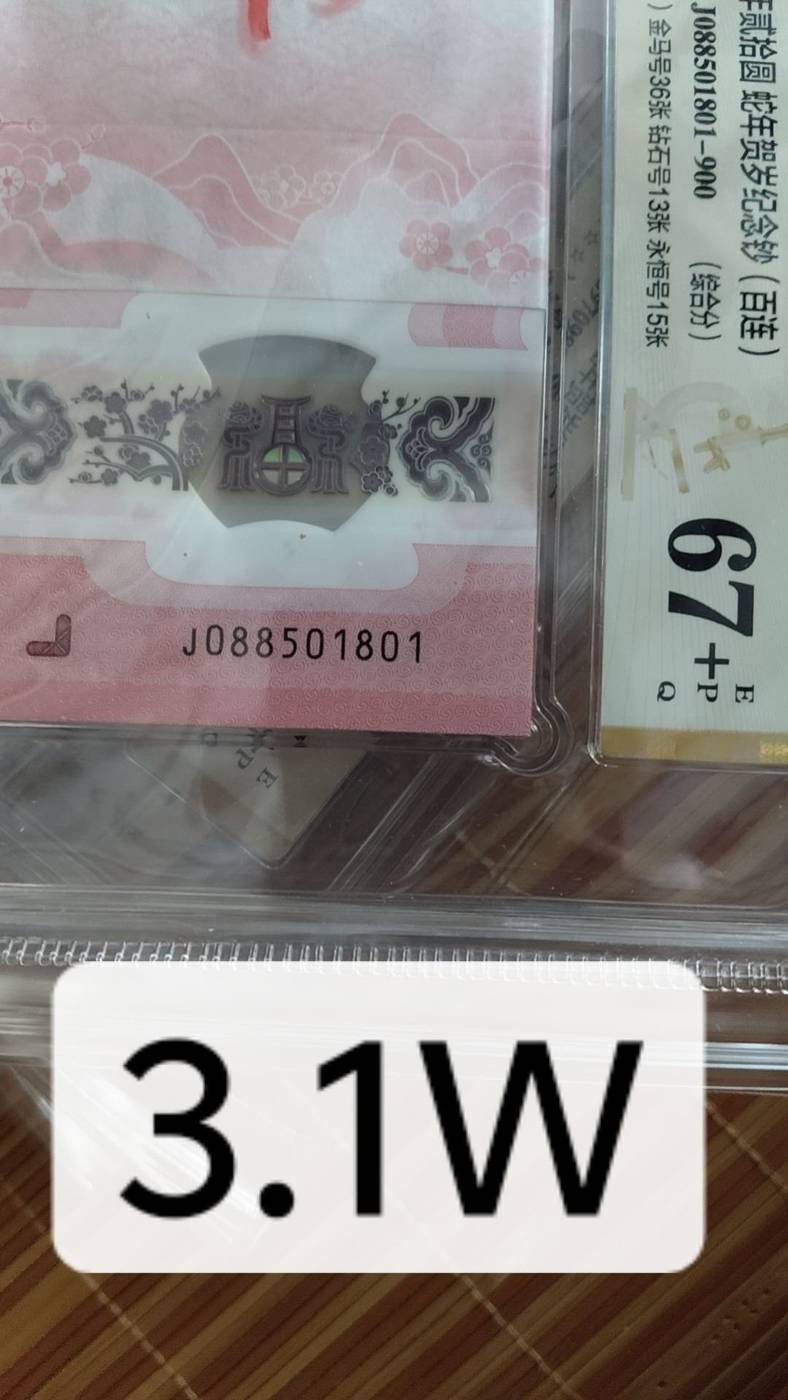 年贰拾圆 蛇年贺岁纪念钞（百连）
J088501801-900 （综合分）
）金马号36张 钻石号13张 永恒号15张
67+
E
P
Q
J088501801
E
P
Q
3.1W